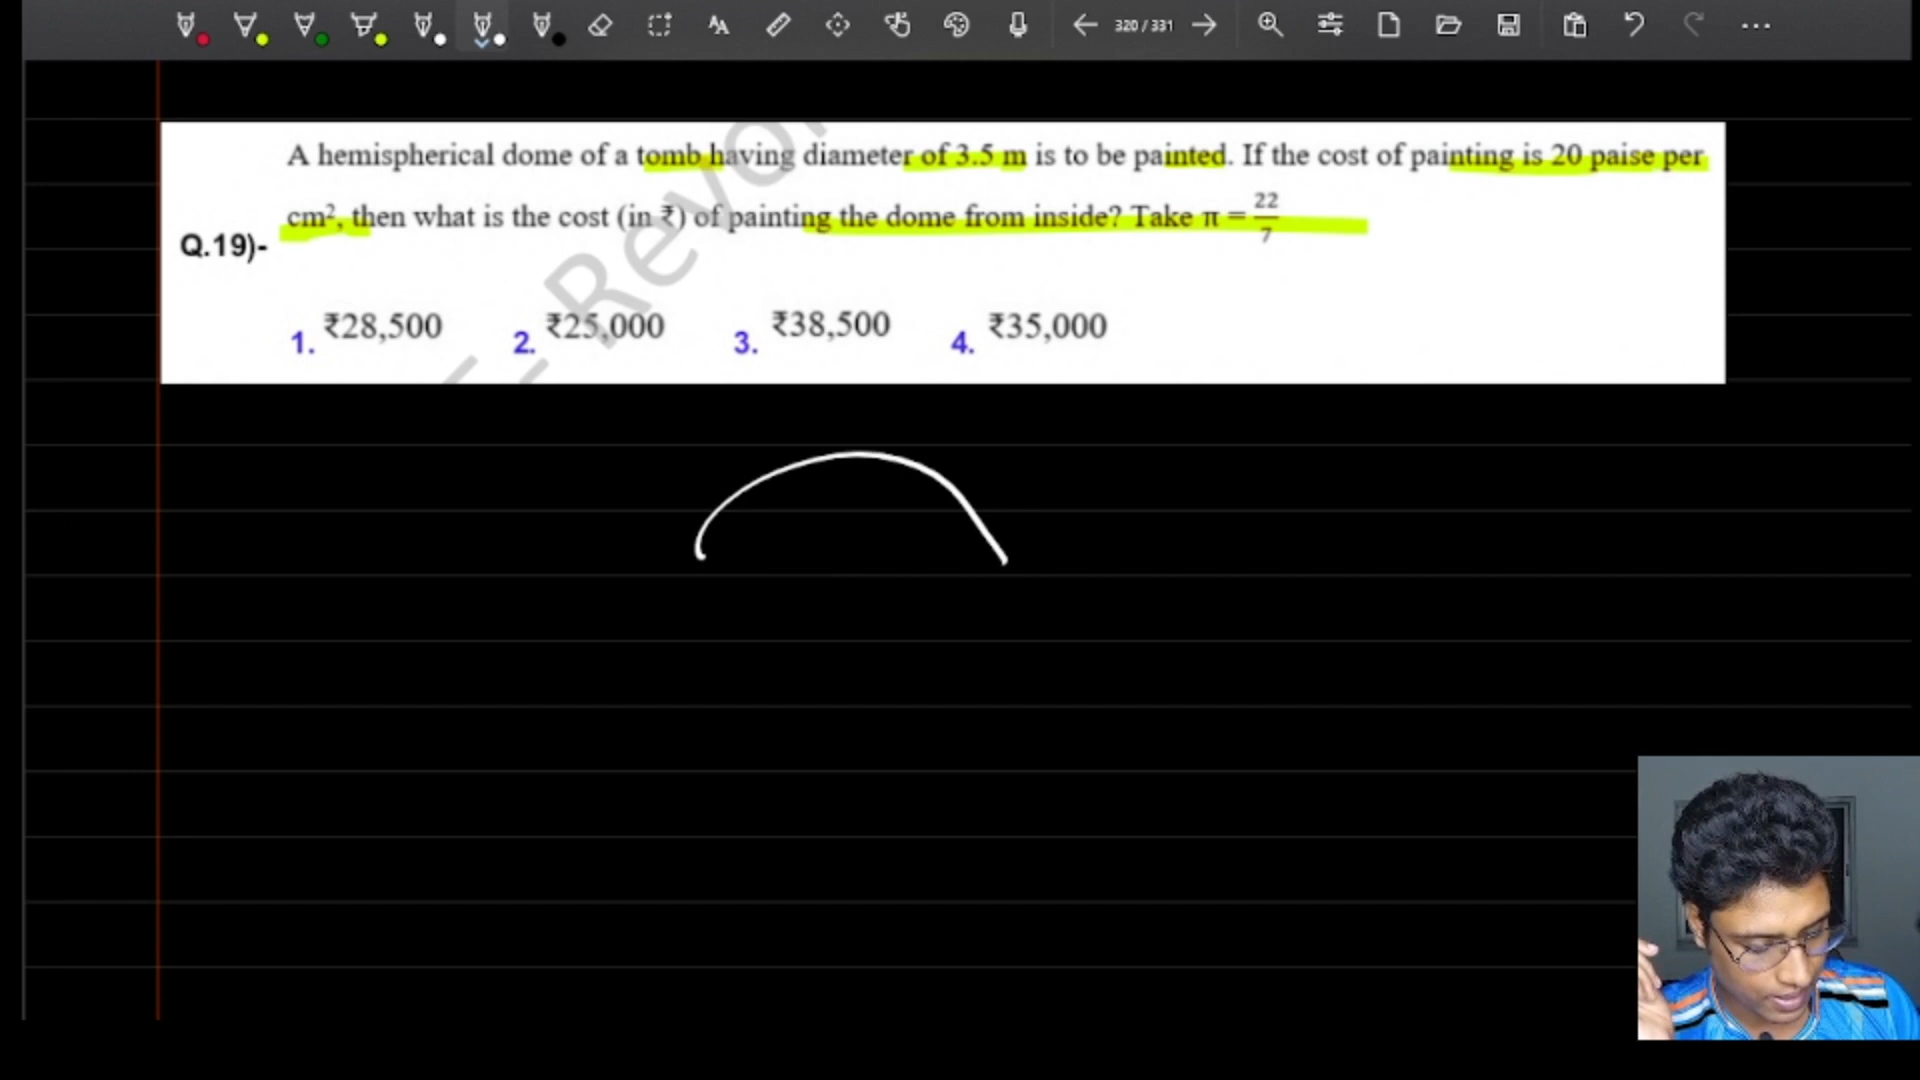 320 / 331
A hemispherical dome of a tomb having diameter of 3.5 m is to be painted. If the cost of painting is 20 paise per
cm², then what is the cost (in ₹) of painting the dome from inside? Take π = 22/7
Q.19)-
1. ₹28,500 2. ₹25,000 3. ₹38,500 4. ₹35,000